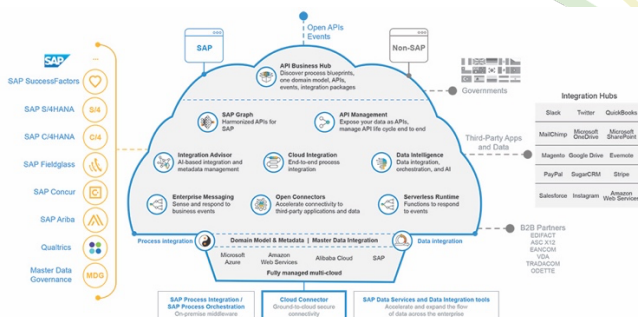 Open APIs
Events
SAP
Non-SAP
SAP
SAP SuccessFactors
SAP S/4HANA
S/4
SAP C/4HANA
C/4
SAP Fieldglass
SAP Concur
C
SAP Ariba
Qualtrics
Master Data
Governance
MDG
API Business Hub
Discover process blueprints,
one domain model, APIs,
events, integration packages
SAP Graph
Harmonized APIs for
SAP
API Management
Expose your data as APIs,
manage API life cycle end to end
Integration Advisor
AI-based integration and
metadata management
Cloud Integration
End-to-end process
integration
Data Intelligence
Data integration,
orchestration, and AI
Enterprise Messaging
Sense and respond to
business events
Open Connectors
Accelerate connectivity to
third-party applications and data
Serverless Runtime
Functions to respond
to events
Process integration
Domain Model & Metadata | Master Data Integration
Data integration
Microsoft
Azure
Amazon
Web Services
Alibaba Cloud
SAP
Fully managed multi-cloud
SAP Process Integration /
SAP Process Orchestration
On-premise middleware
Cloud Connector
Ground-to-cloud secure
connectivity
SAP Data Services and Data Integration tools
Accelerate and expand the flow
of data across the enterprise
Governments
Third-Party Apps
and Data
B2B Partners
EDIFACT
ASC X12
EANCOM
VDA
TRADACOM
ODETTE
Integration Hubs
Slack Twitter QuickBooks
MailChimp Microsoft OneDrive Microsoft SharePoint
Magento Google Drive Evernote
PayPal SugarCRM Stripe
Salesforce Instagram Amazon Web Services